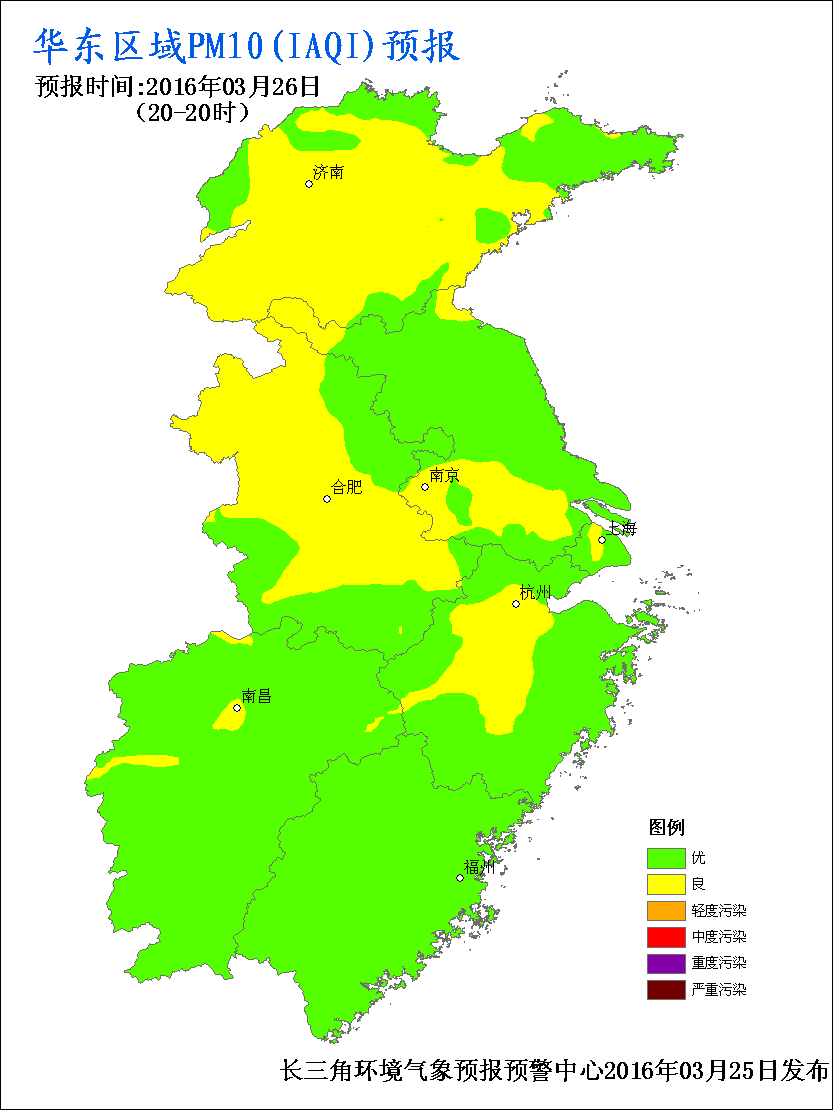 华东区域PM10(IAQI)预报
预报时间:2016年03月26日
(20-20时)
济南
南京
合肥
上海
杭州
南昌
福州
图例
优
良
轻度污染
中度污染
重度污染
严重污染
长三角环境气象预报预警中心2016年03月25日发布